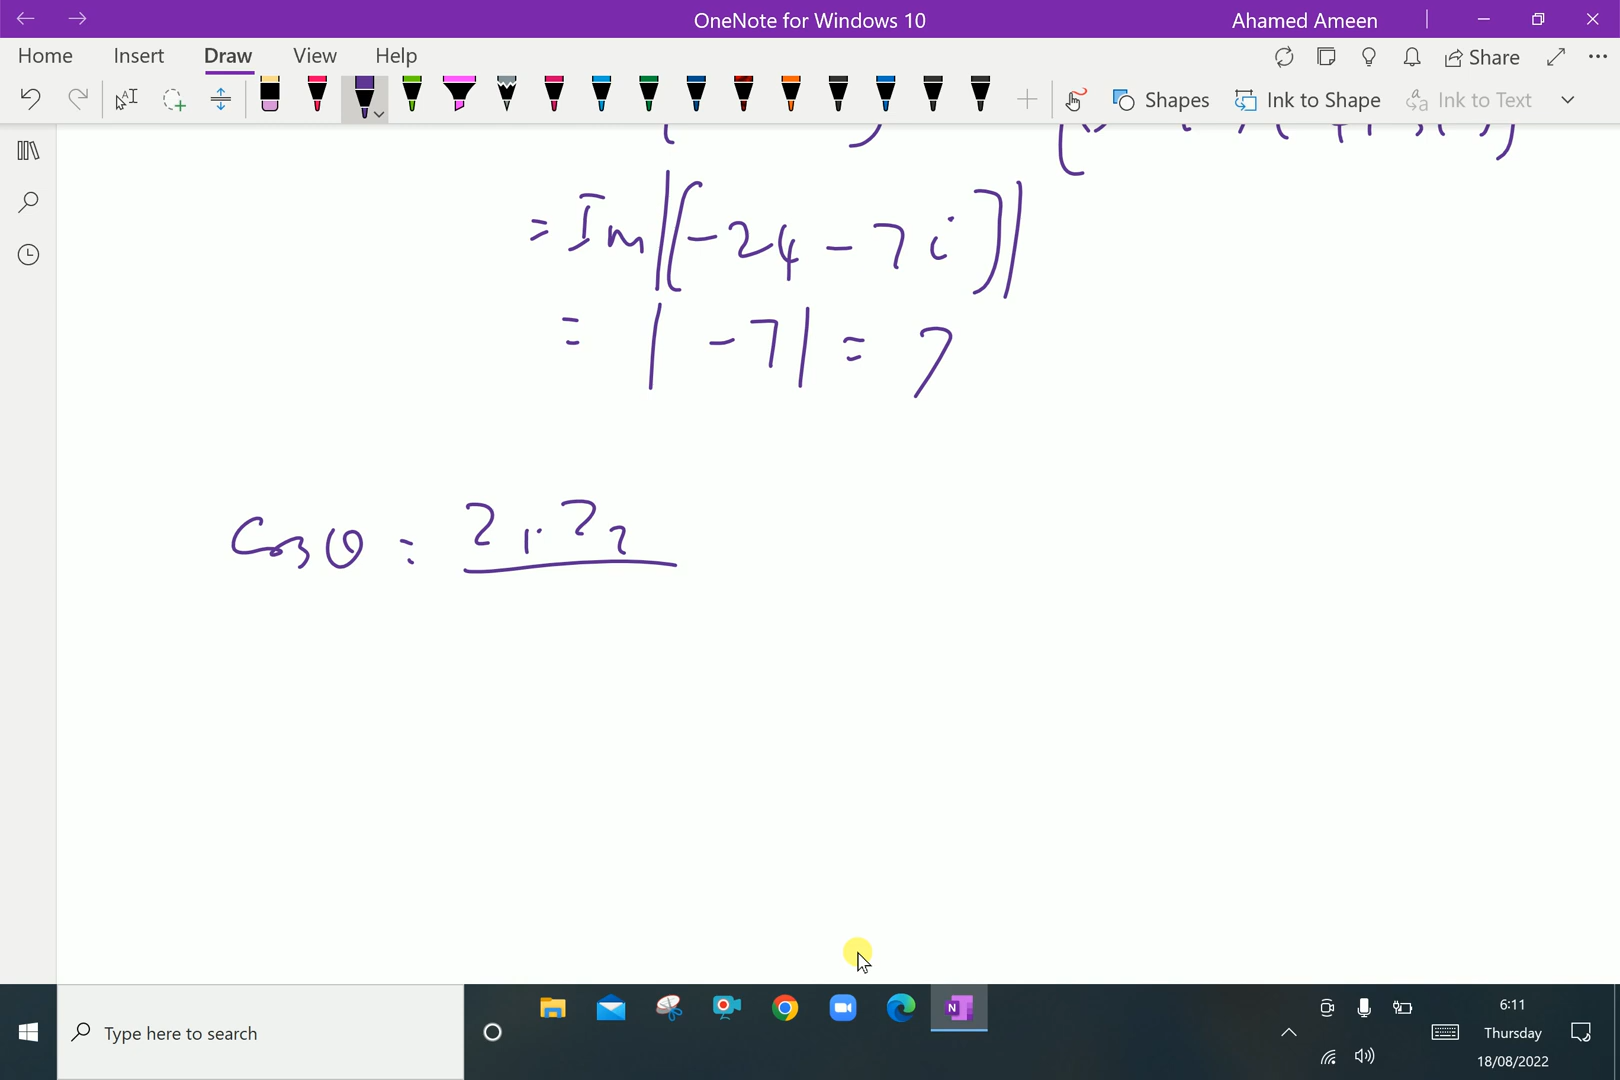 OneNote for Windows 10
Ahamed Ameen
Home Insert Draw View Help
Share
Shapes
Ink to Shape
Ink to Text
= Im|(-24 - 7i)|
= | -7| = 7
Cosθ = Z₁.Z₂
Type here to search
6:11
Thursday
18/08/2022